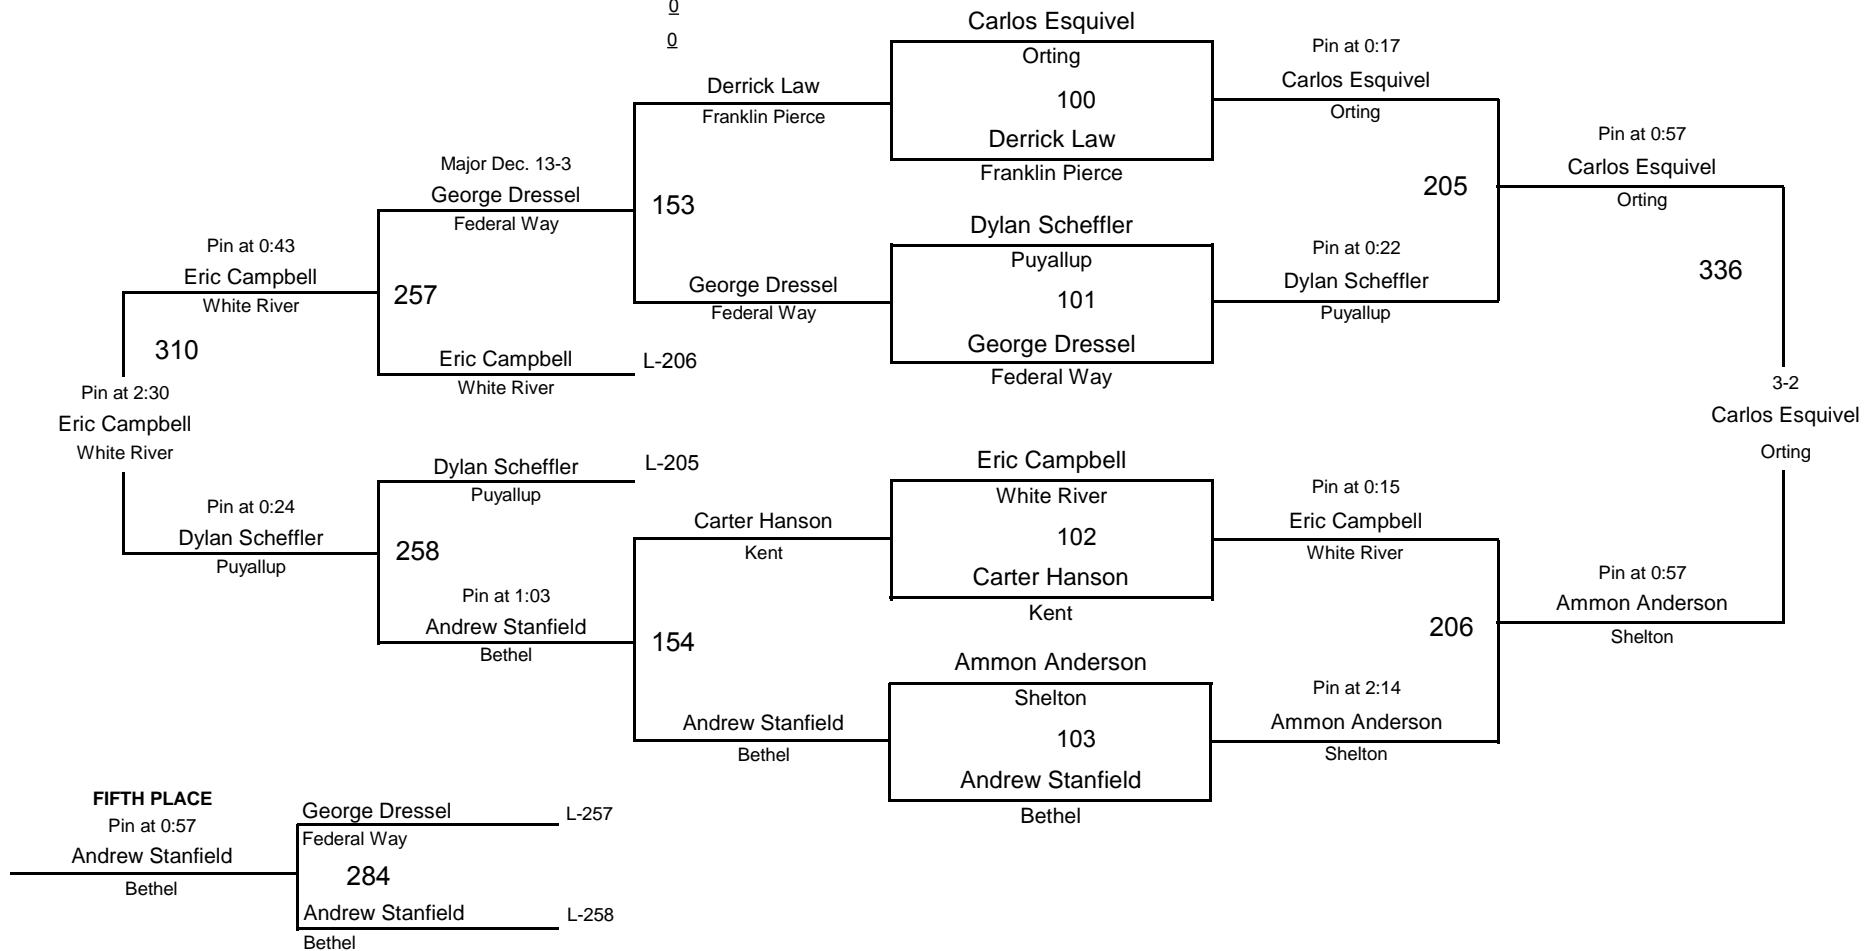 0
0
Carlos Esquivel
Orting
100
Derrick Law
Franklin Pierce
Dylan Scheffler
Puyallup
101
George Dressel
Federal Way
Eric Campbell
White River
102
Carter Hanson
Kent
Ammon Anderson
Shelton
103
Andrew Stanfield
Bethel
Pin at 0:17
Carlos Esquivel
Orting
205
Pin at 0:22
Dylan Scheffler
Puyallup
Pin at 0:15
Eric Campbell
White River
206
Pin at 2:14
Ammon Anderson
Shelton
Pin at 0:57
Carlos Esquivel
Orting
336
Pin at 0:57
Ammon Anderson
Shelton
3-2
Carlos Esquivel
Orting
Derrick Law
Franklin Pierce
153
George Dressel
Federal Way
Carter Hanson
Kent
154
Andrew Stanfield
Bethel
Major Dec. 13-3
George Dressel
Federal Way
257
Eric Campbell
White River
L-206
Dylan Scheffler
Puyallup
L-205
258
Pin at 1:03
Andrew Stanfield
Bethel
Pin at 0:43
Eric Campbell
White River
310
Pin at 0:24
Dylan Scheffler
Puyallup
Pin at 2:30
Eric Campbell
White River
FIFTH PLACE
Pin at 0:57
Andrew Stanfield
Bethel
George Dressel
L-257
Federal Way
284
Andrew Stanfield
L-258
Bethel